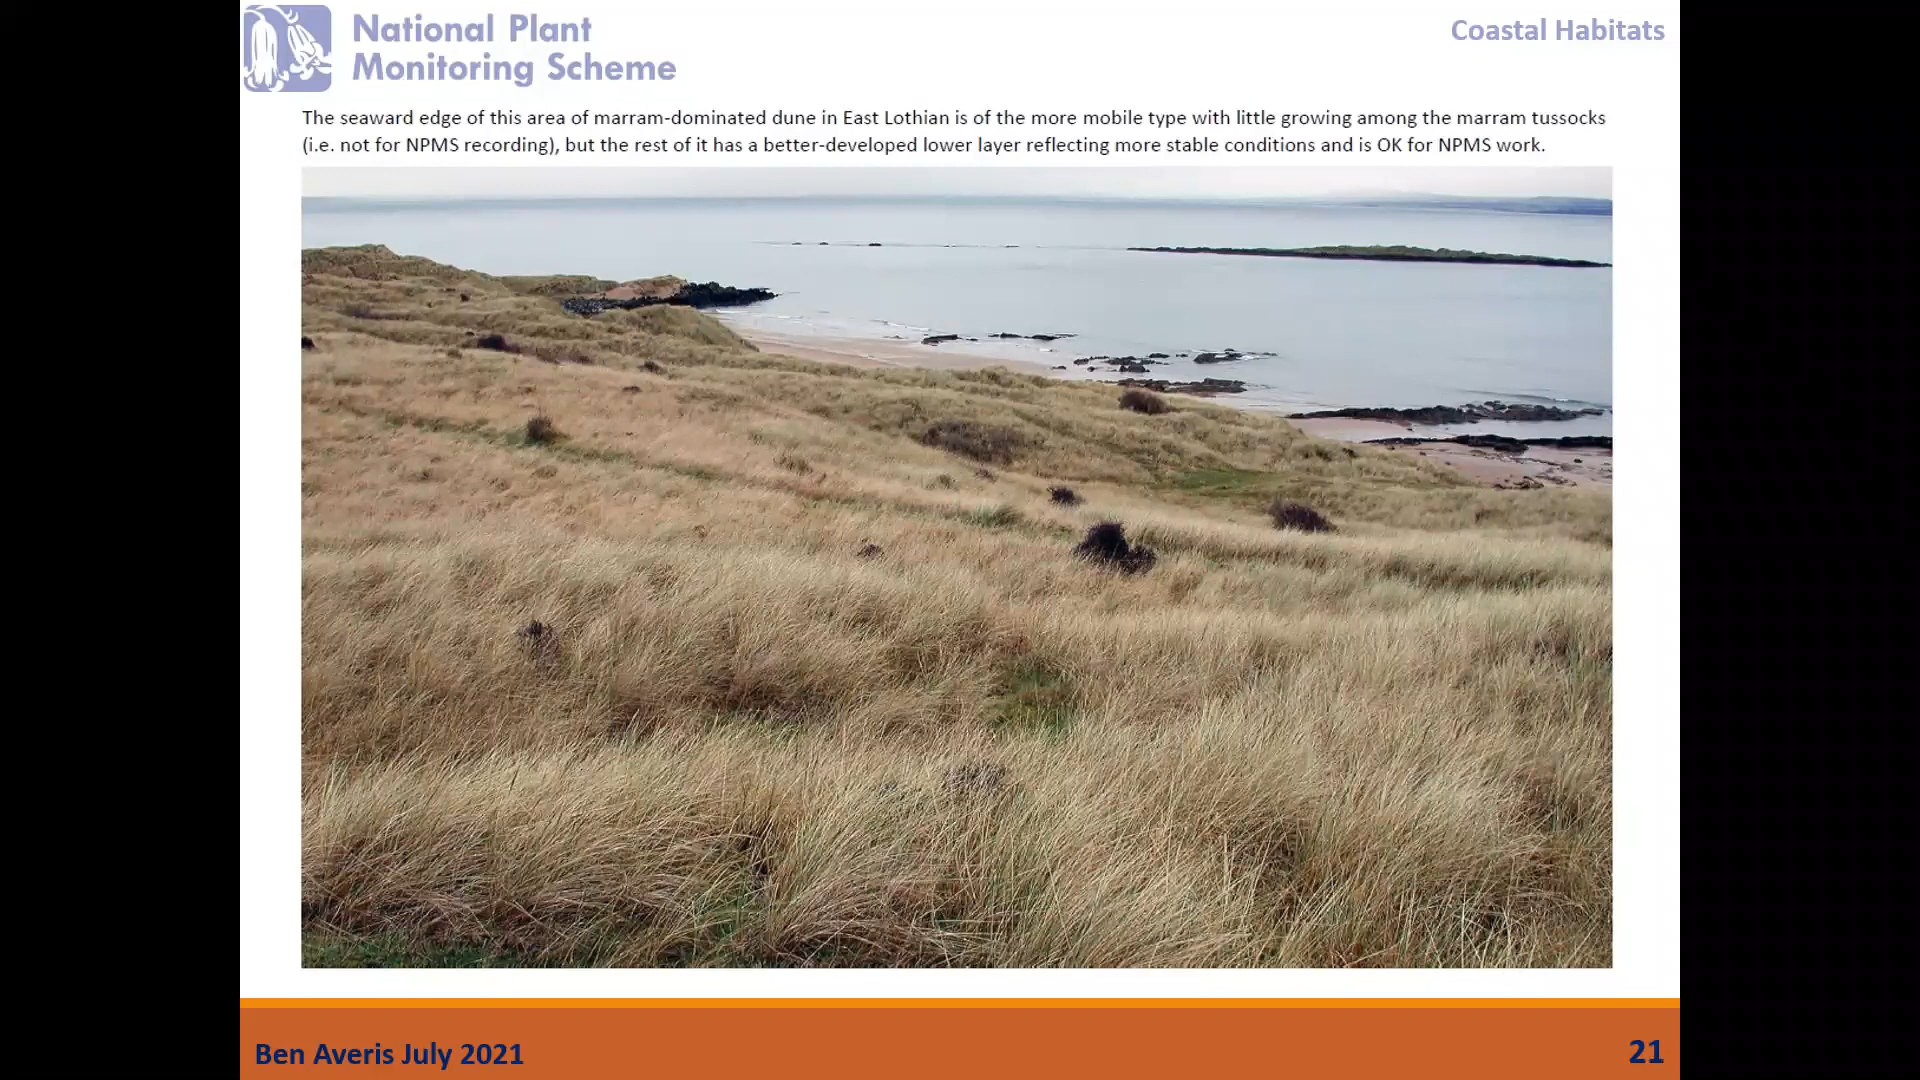 National Plant
Monitoring Scheme
Coastal Habitats
The seaward edge of this area of marram-dominated dune in East Lothian is of the more mobile type with little growing among the marram tussocks
(i.e. not for NPMS recording), but the rest of it has a better-developed lower layer reflecting more stable conditions and is OK for NPMS work.
Ben Averis July 2021
21